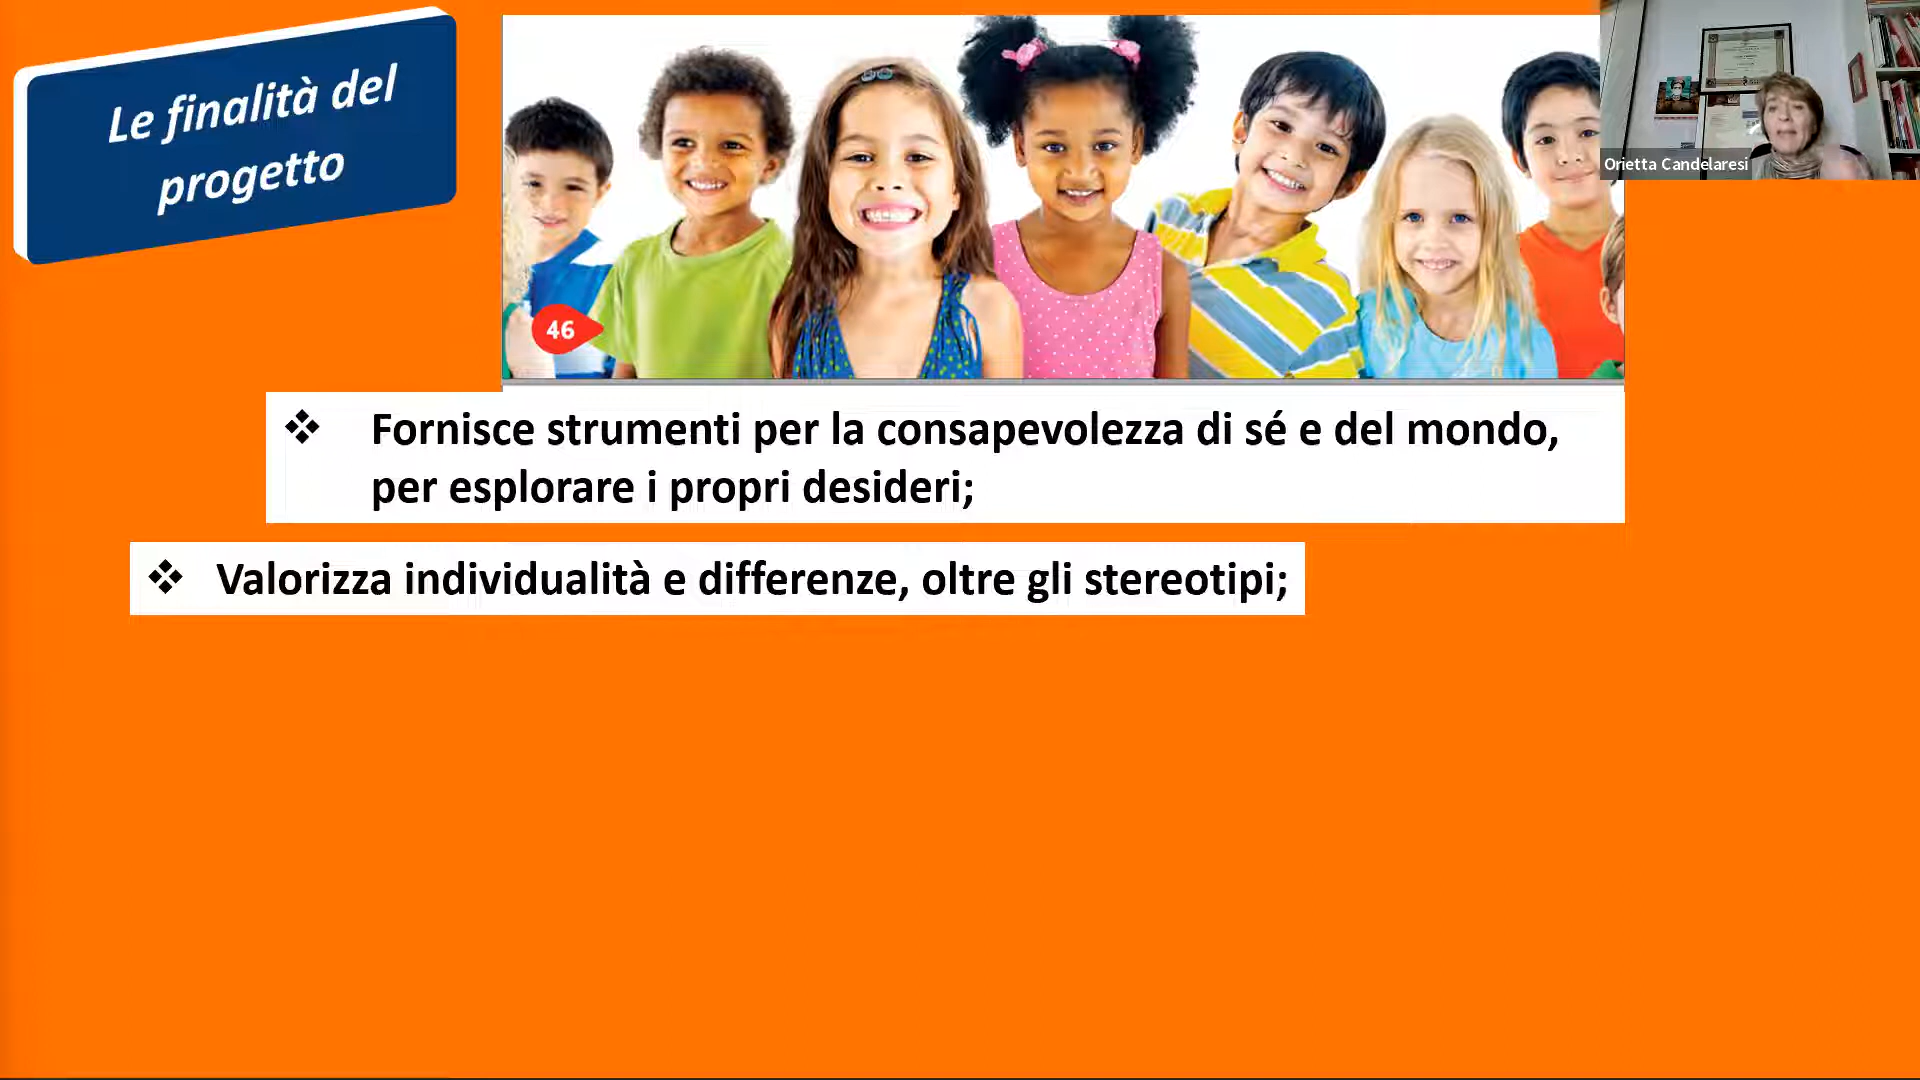 Le finalità del
progetto
Orietta Candelaresi
46
❖ Fornisce strumenti per la consapevolezza di sé e del mondo,
per esplorare i propri desideri;
❖ Valorizza individualità e differenze, oltre gli stereotipi;